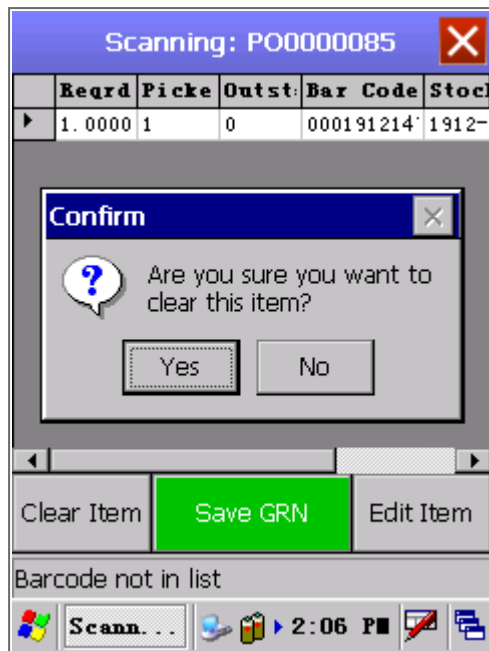 Scanning: PO0000085
Reqrd Picke Outst: Bar Code Stocl
1.0000 1 0 000191214' 1912-
Confirm
?
Are you sure you want to
clear this item?
Yes No
Clear Item Save GRN Edit Item
Barcode not in list
Scann... 2:06 PM